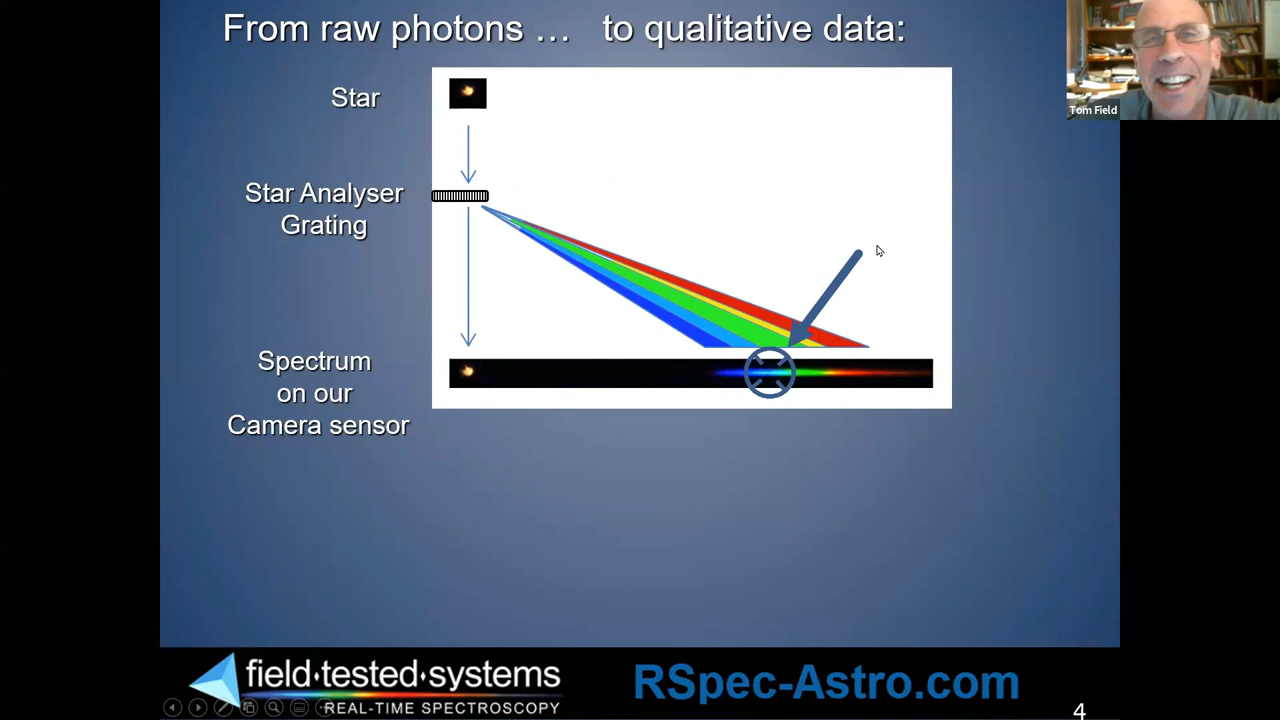 From raw photons … to qualitative data:
Tom Field
Star
Star Analyser
Grating
Spectrum
on our
Camera sensor
field·tested·systems
REAL-TIME SPECTROSCOPY
RSpec-Astro.com
4